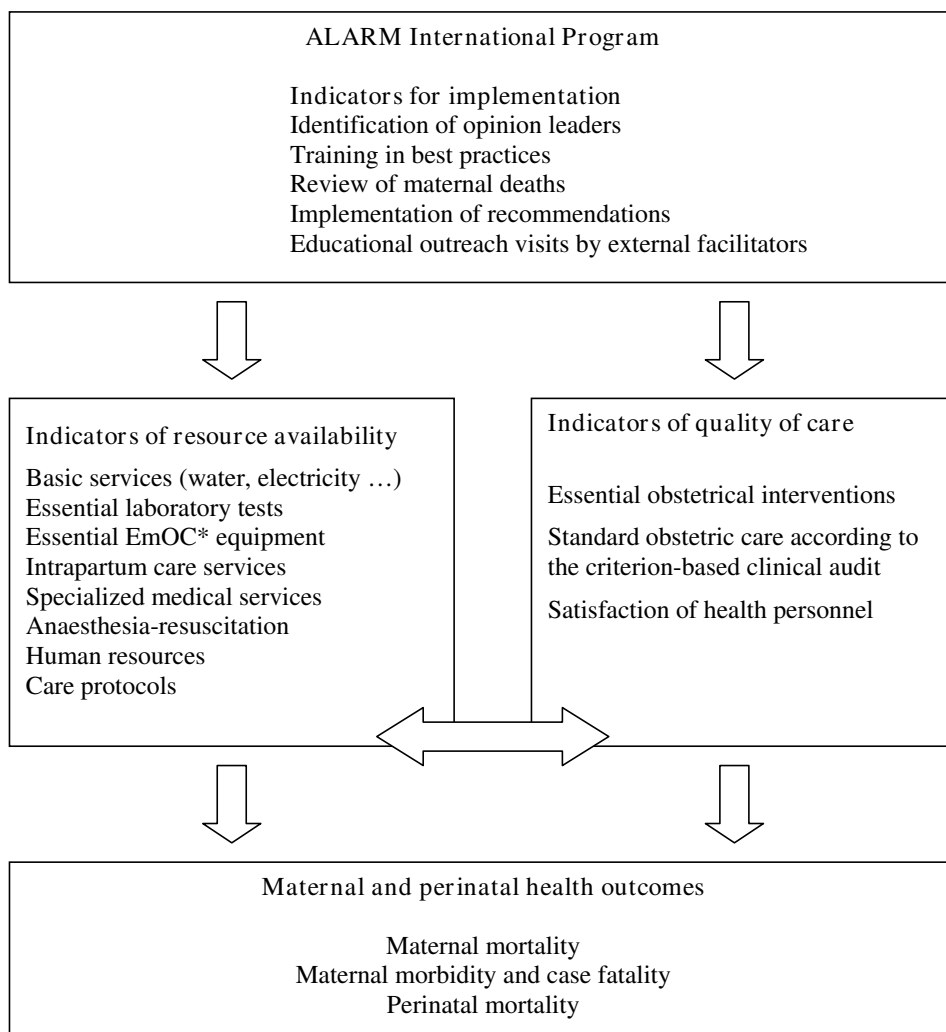 ALARM International Program
Indicators for implementation
Identification of opinion leaders
Training in best practices
Review of maternal deaths
Implementation of recommendations
Educational outreach visits by external facilitators
Indicators of resource availability
Basic services (water, electricity …)
Essential laboratory tests
Essential EmOC* equipment
Intrapartum care services
Specialized medical services
Anaesthesia-resuscitation
Human resources
Care protocols
Indicators of quality of care
Essential obstetrical interventions
Standard obstetric care according to
the criterion-based clinical audit
Satisfaction of health personnel
Maternal and perinatal health outcomes
Maternal mortality
Maternal morbidity and case fatality
Perinatal mortality